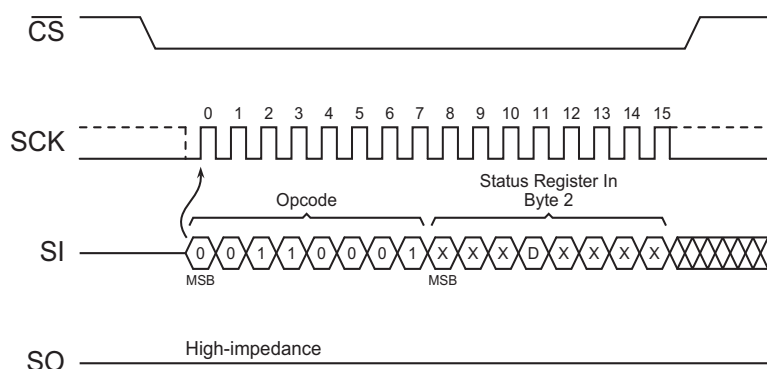 CS
0 1 2 3 4 5 6 7 8 9 10 11 12 13 14 15
SCK
Status Register In
Opcode Byte 2
SI 0 0 1 1 0 0 0 1 X X X D X X X X
MSB MSB
High-impedance
SO